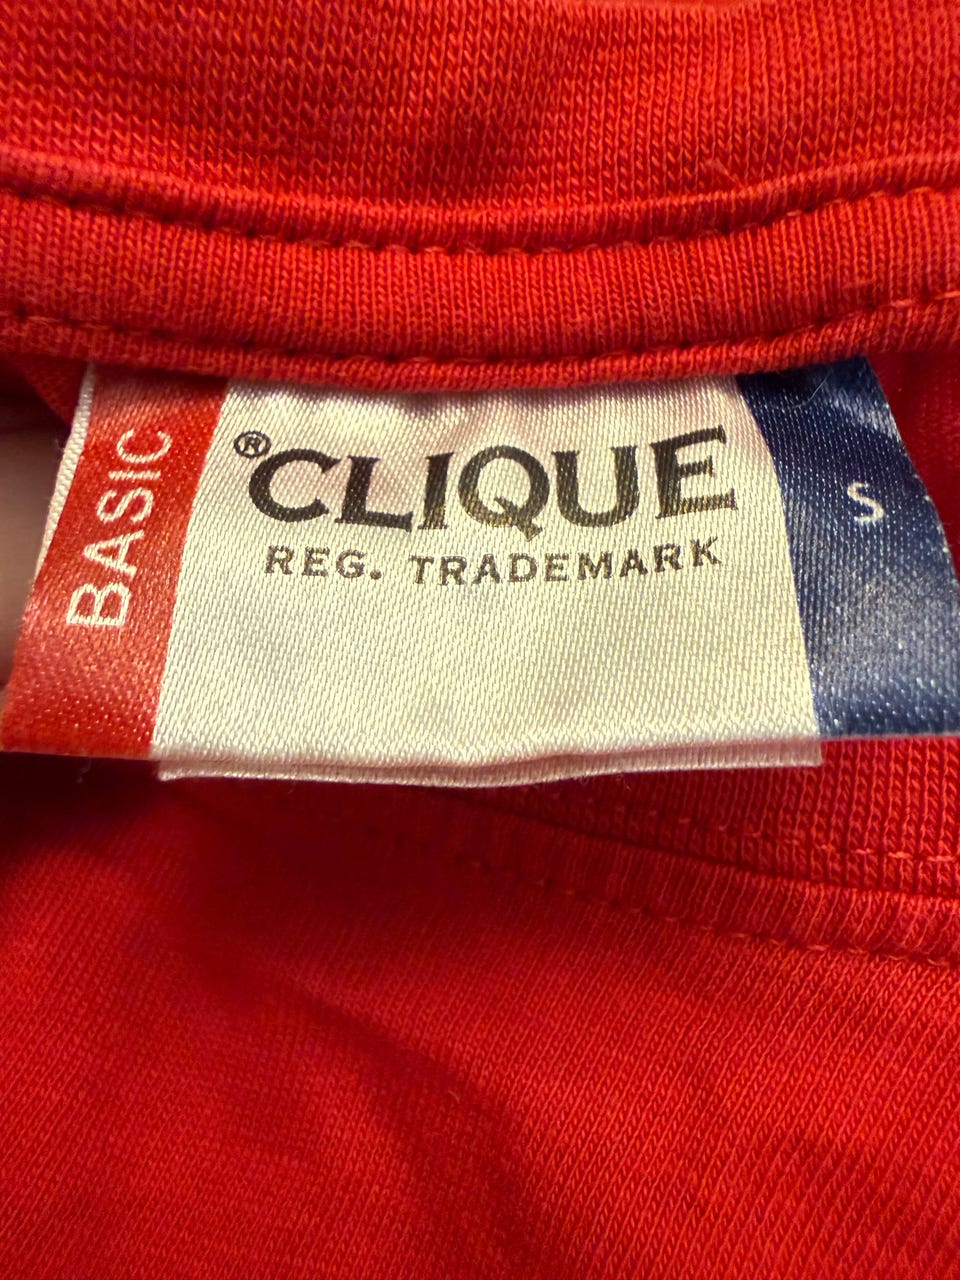 BASIC
®CLIQUE
REG. TRADEMARK
S